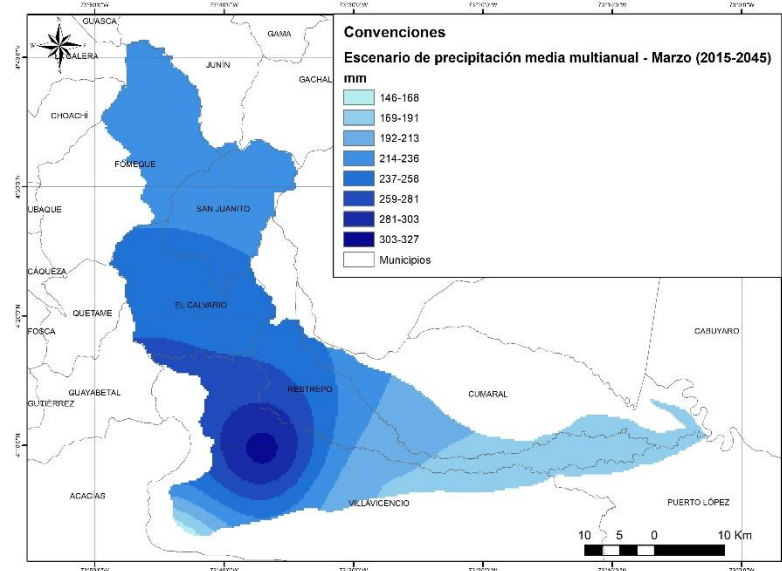 Convenciones
Escenario de precipitación media multianual - Marzo (2015-2045)
mm
146-168
169-191
192-213
214-236
237-258
259-281
281-303
303-327
Municipios
GUASCA
GAMA
JUNÍN
GACHAL
CHOACHÍ
FÓMEQUE
UBAQUE
SAN JUANITO
CÁQUEZA
EL CALVARIO
QUETAME
FOSCA
CABUYARO
RESTREPO
CUMARAL
GUAYABETAL
GUTIÉRREZ
ACACÍAS
VILLAVICENCIO
PUERTO LÓPEZ
10 5 0 10 Km